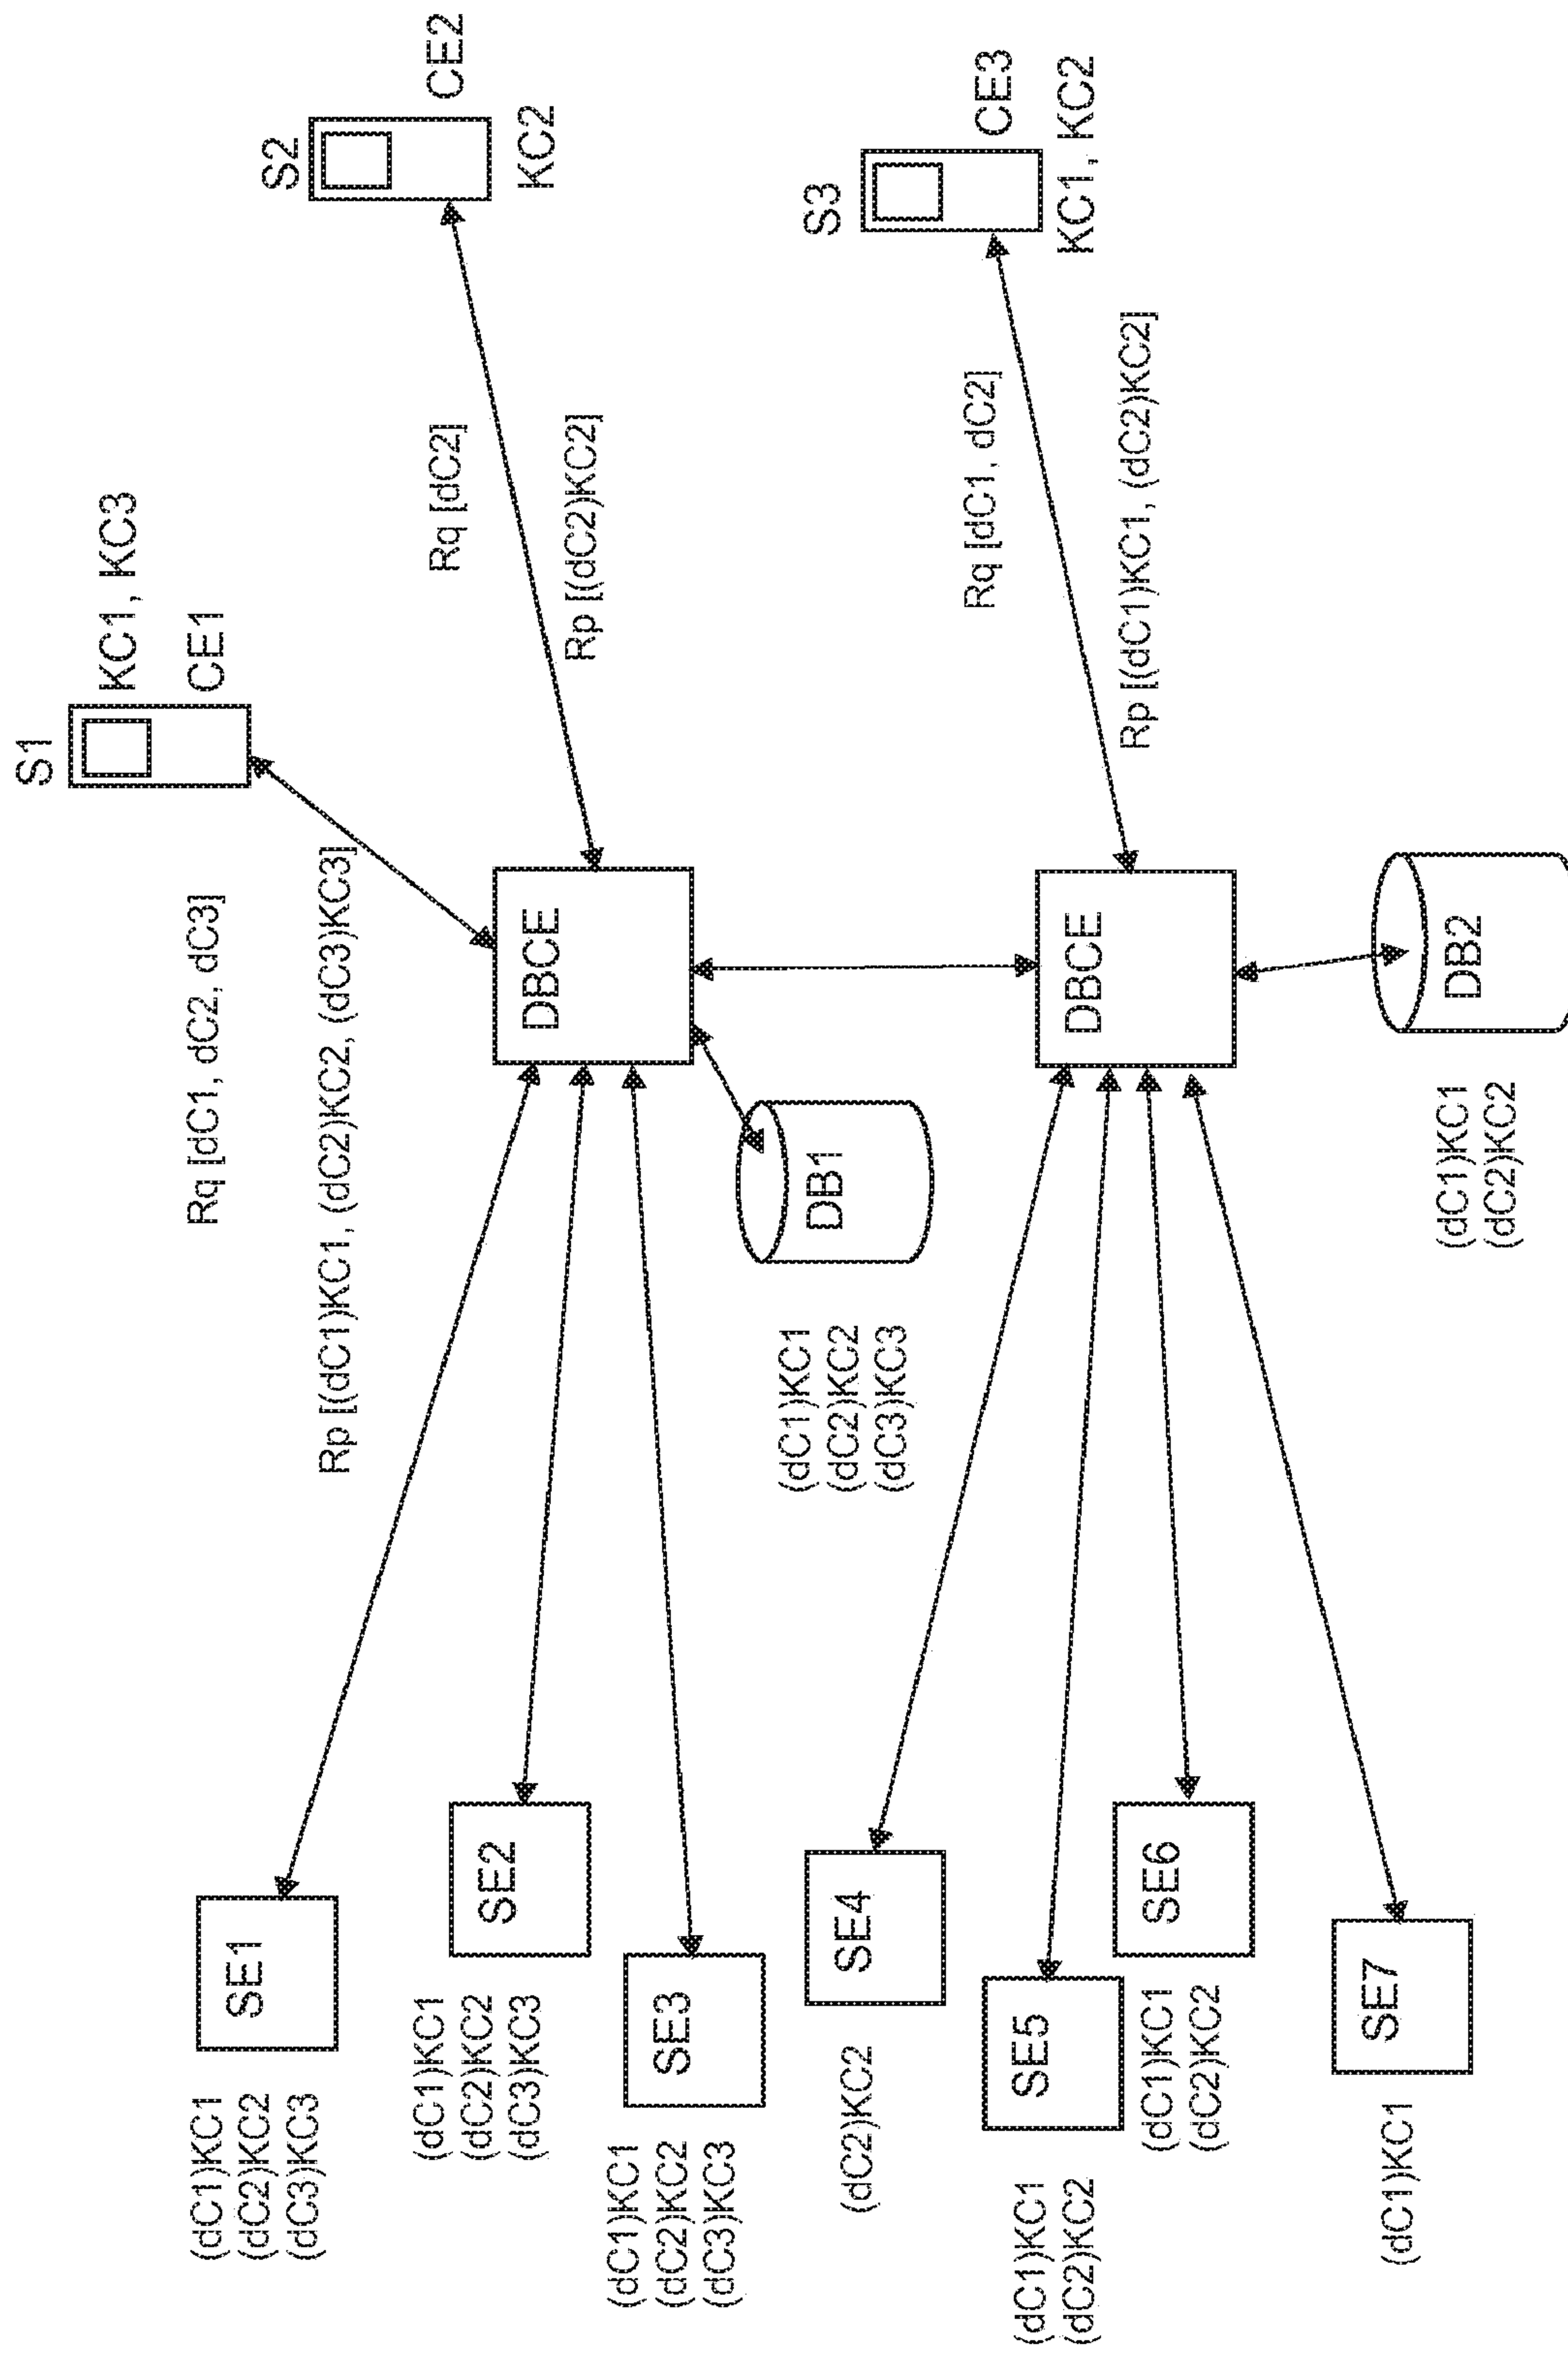 S1
KC1, KC3
CE1
S2
CE2
KC2
S3
CE3
KC1, KC2
Rq [dC1, dC2, dC3]
Rp [(dC1)KC1, (dC2)KC2, (dC3)KC3]
Rq [dC2]
Rp [(dC2)KC2]
Rq [dC1, dC2]
Rp [(dC1)KC1, (dC2)KC2]
DBCE
DBCE
DB1
(dC1)KC1
(dC2)KC2
(dC3)KC3
DB2
(dC1)KC1
(dC2)KC2
SE1
(dC1)KC1
(dC2)KC2
(dC3)KC3
SE2
(dC1)KC1
(dC2)KC2
(dC3)KC3
SE3
(dC1)KC1
(dC2)KC2
(dC3)KC3
SE4
(dC2)KC2
SE5
(dC1)KC1
(dC2)KC2
SE6
(dC1)KC1
(dC2)KC2
SE7
(dC1)KC1